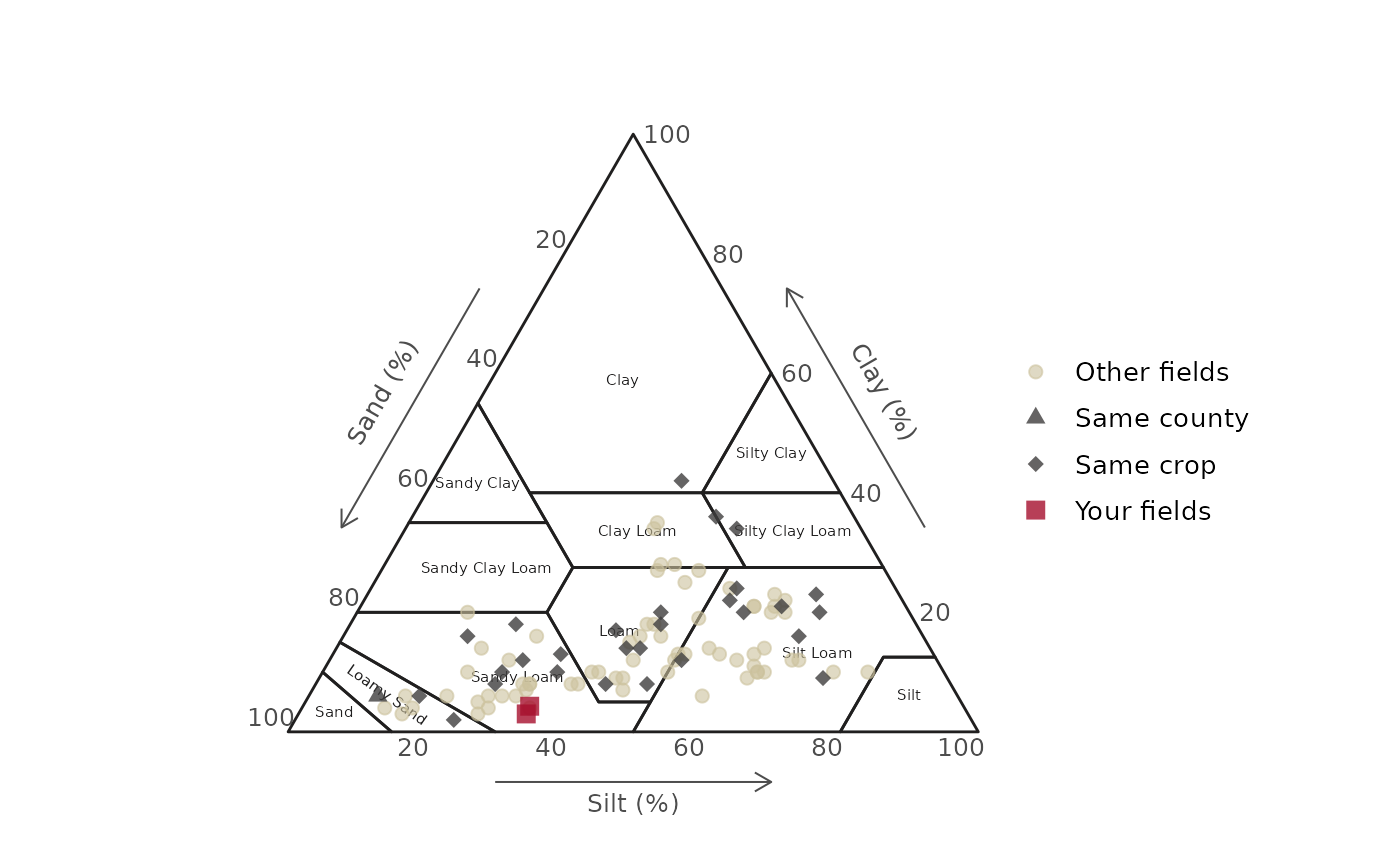 100
20
80
40
60
Sand (%)
Clay (%)
Clay
Silty Clay
60
Sandy Clay
40
Clay Loam
Silty Clay Loam
Sandy Clay Loam
80
20
Loam
Silt Loam
Sandy Loam
Loamy Sand
Silt
Sand
100
20
40
60
80
100
Silt (%)
Other fields
Same county
Same crop
Your fields